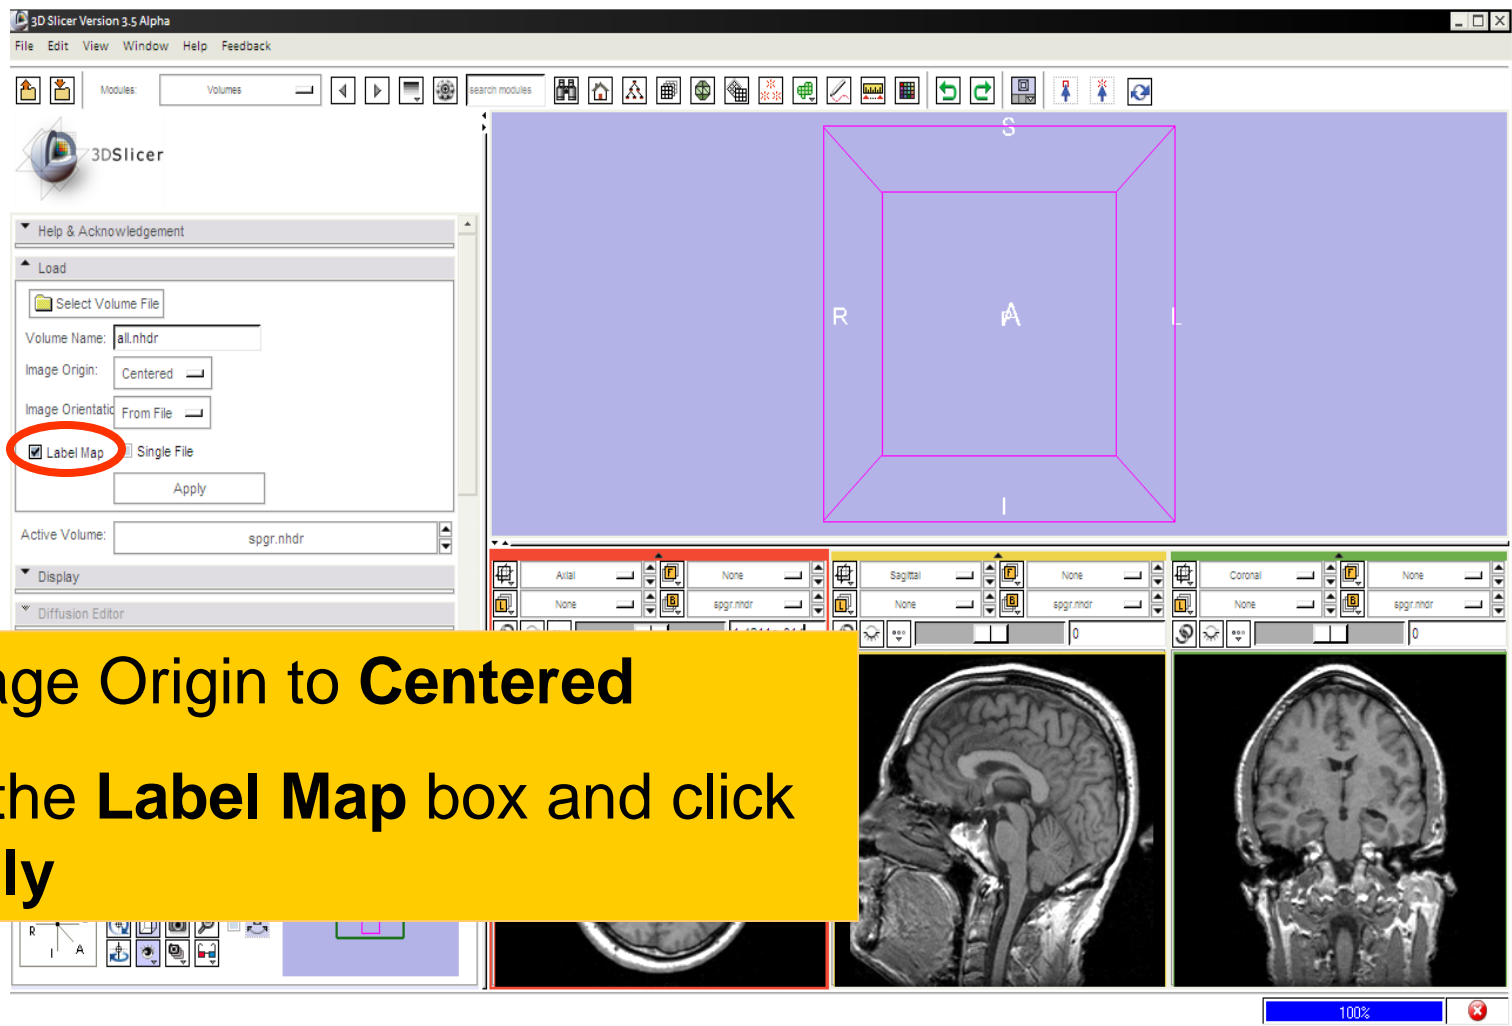 3D Slicer Version 3.5 Alpha
File Edit View Window Help Feedback
Modules: Volumes search modules
3DSlicer
Help & Acknowledgement
Load
Select Volume File
Volume Name: all.nhdr
Image Origin: Centered
Image Orientatic From File
Label Map Single File
Apply
Active Volume: spgr.nhdr
Display
Diffusion Editor
S
R A P L
I
Axial F None
L None B spgr.nhdr
Sagittal F None
L None B spgr.nhdr
0
Coronal F None
L None B spgr.nhdr
0
age Origin to Centered
the Label Map box and click
ly
R
I A
100%